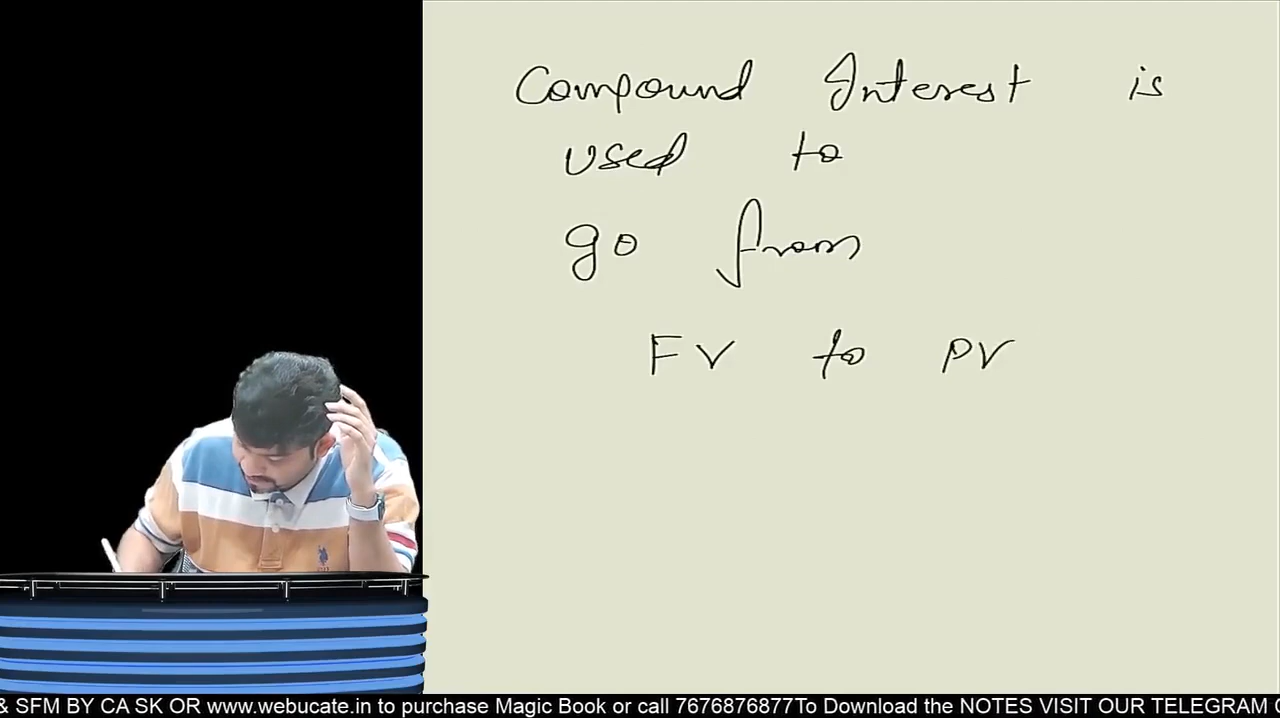 Compound Interest is
used to
go from
FV to PV
& SFM BY CA SK OR www.webucate.in to purchase Magic Book or call 7676876877To Download the NOTES VISIT OUR TELEGRAM